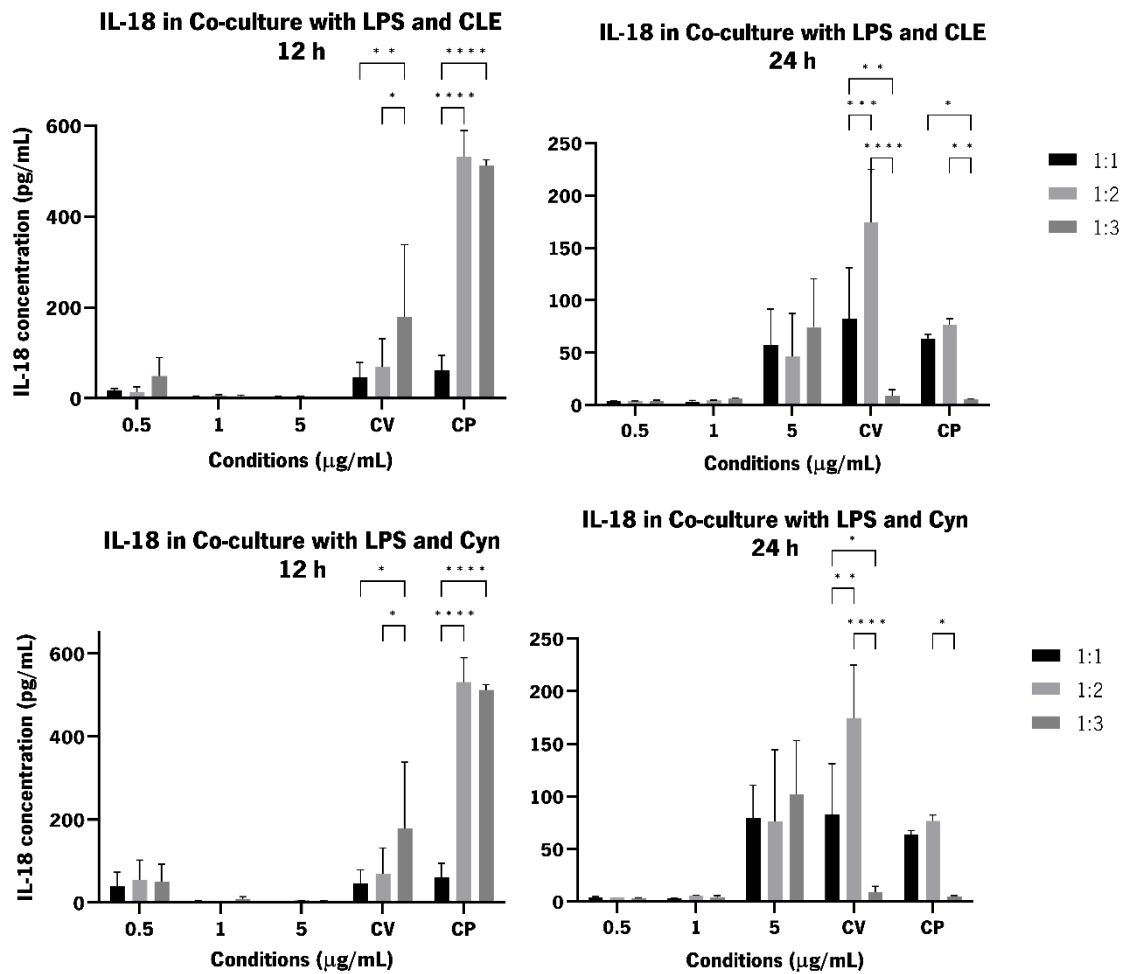 IL-18 in Co-culture with LPS and CLE
12 h
** ****
**** *
IL-18 concentration (pg/mL)
600
400
200
0
0.5 1 5 CV CP
Conditions (μg/mL)
IL-18 in Co-culture with LPS and CLE
24 h
**
*** *
**** **
250
200
150
100
50
0
0.5 1 5 CV CP
Conditions (μg/mL)
1:1
1:2
1:3
IL-18 in Co-culture with LPS and Cyn
12 h
* ****
* ****
IL-18 concentration (pg/mL)
600
400
200
0
0.5 1 5 CV CP
Conditions (μg/mL)
IL-18 in Co-culture with LPS and Cyn
24 h
*
**
**** *
250
200
150
100
50
0
0.5 1 5 CV CP
Conditions (μg/mL)
1:1
1:2
1:3